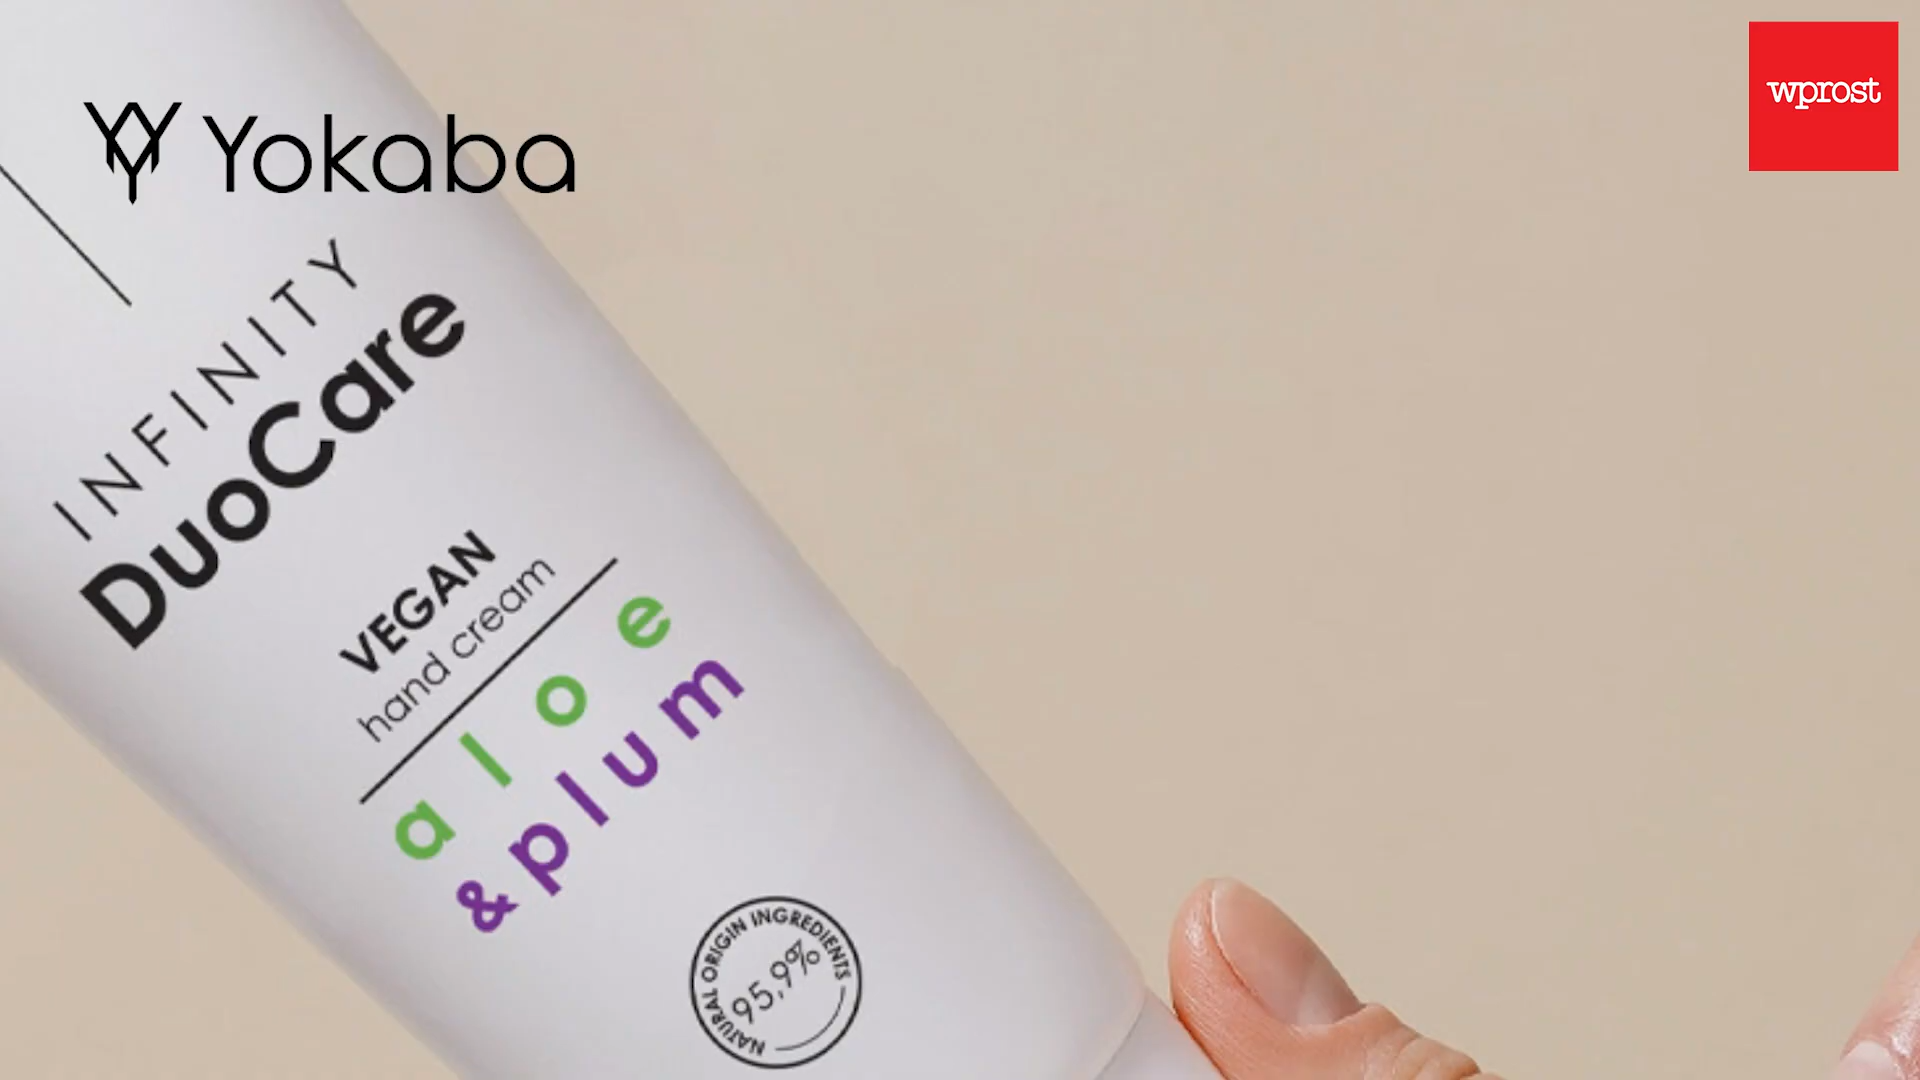 Yokaba
wprost
INFINITY
DuoCare
VEGAN
hand cream
aloe
&plum
NATURAL ORIGIN INGREDIENTS
95,9%